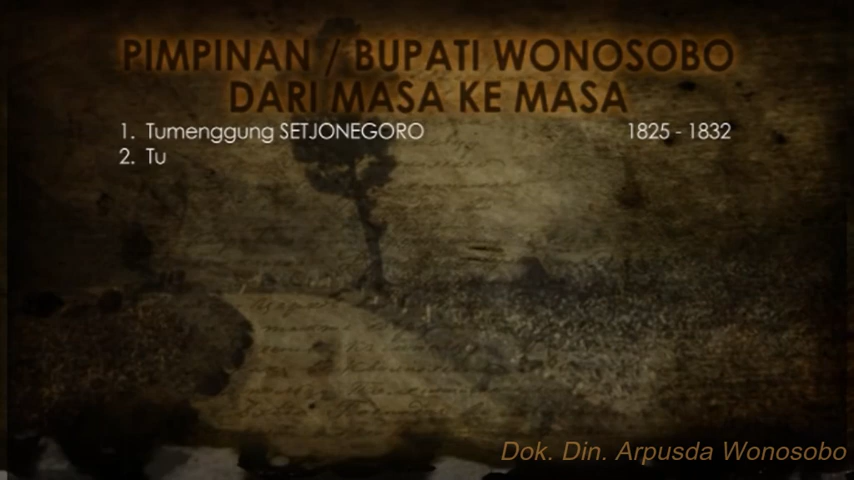 PIMPINAN / BUPATI WONOSOBO
DARI MASA KE MASA
1. Tumenggung SETJONEGORO 1825 - 1832
2. Tu
Dok. Din. Arpusda Wonosobo